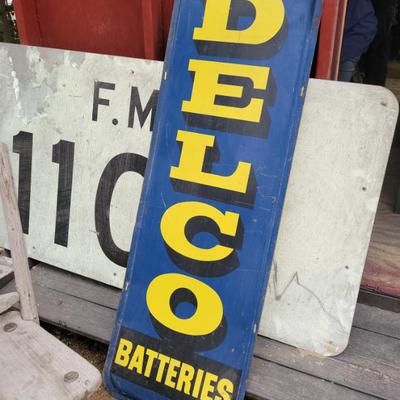 DELCO
BATTERIES
F.M
110